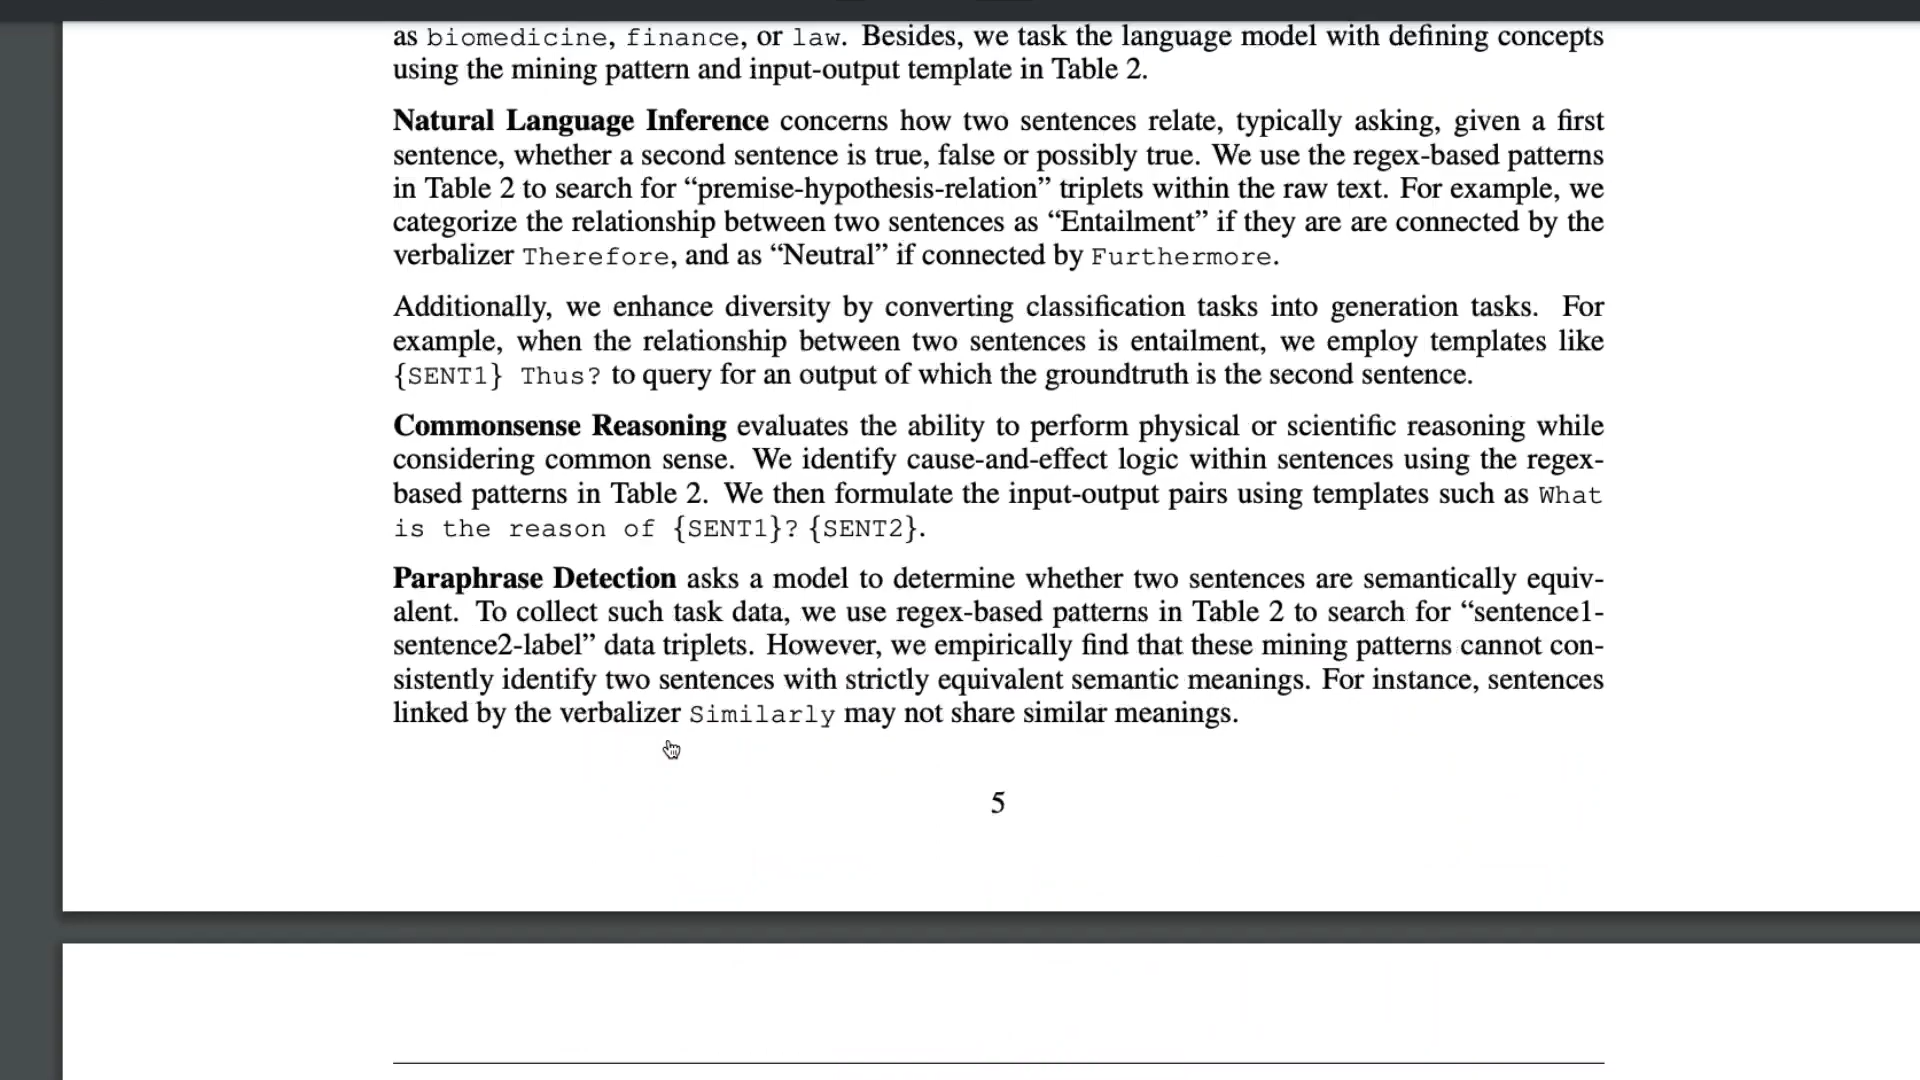 as biomedicine, finance, or law. Besides, we task the language model with defining concepts
using the mining pattern and input-output template in Table 2.
Natural Language Inference concerns how two sentences relate, typically asking, given a first
sentence, whether a second sentence is true, false or possibly true. We use the regex-based patterns
in Table 2 to search for “premise-hypothesis-relation” triplets within the raw text. For example, we
categorize the relationship between two sentences as “Entailment” if they are are connected by the
verbalizer Therefore, and as “Neutral” if connected by Furthermore.
Additionally, we enhance diversity by converting classification tasks into generation tasks. For
example, when the relationship between two sentences is entailment, we employ templates like
{SENT1} Thus? to query for an output of which the groundtruth is the second sentence.
Commonsense Reasoning evaluates the ability to perform physical or scientific reasoning while
considering common sense. We identify cause-and-effect logic within sentences using the regex-
based patterns in Table 2. We then formulate the input-output pairs using templates such as What
is the reason of {SENT1}? {SENT2}.
Paraphrase Detection asks a model to determine whether two sentences are semantically equiv-
alent. To collect such task data, we use regex-based patterns in Table 2 to search for “sentence1-
sentence2-label” data triplets. However, we empirically find that these mining patterns cannot con-
sistently identify two sentences with strictly equivalent semantic meanings. For instance, sentences
linked by the verbalizer Similarly may not share similar meanings.
5